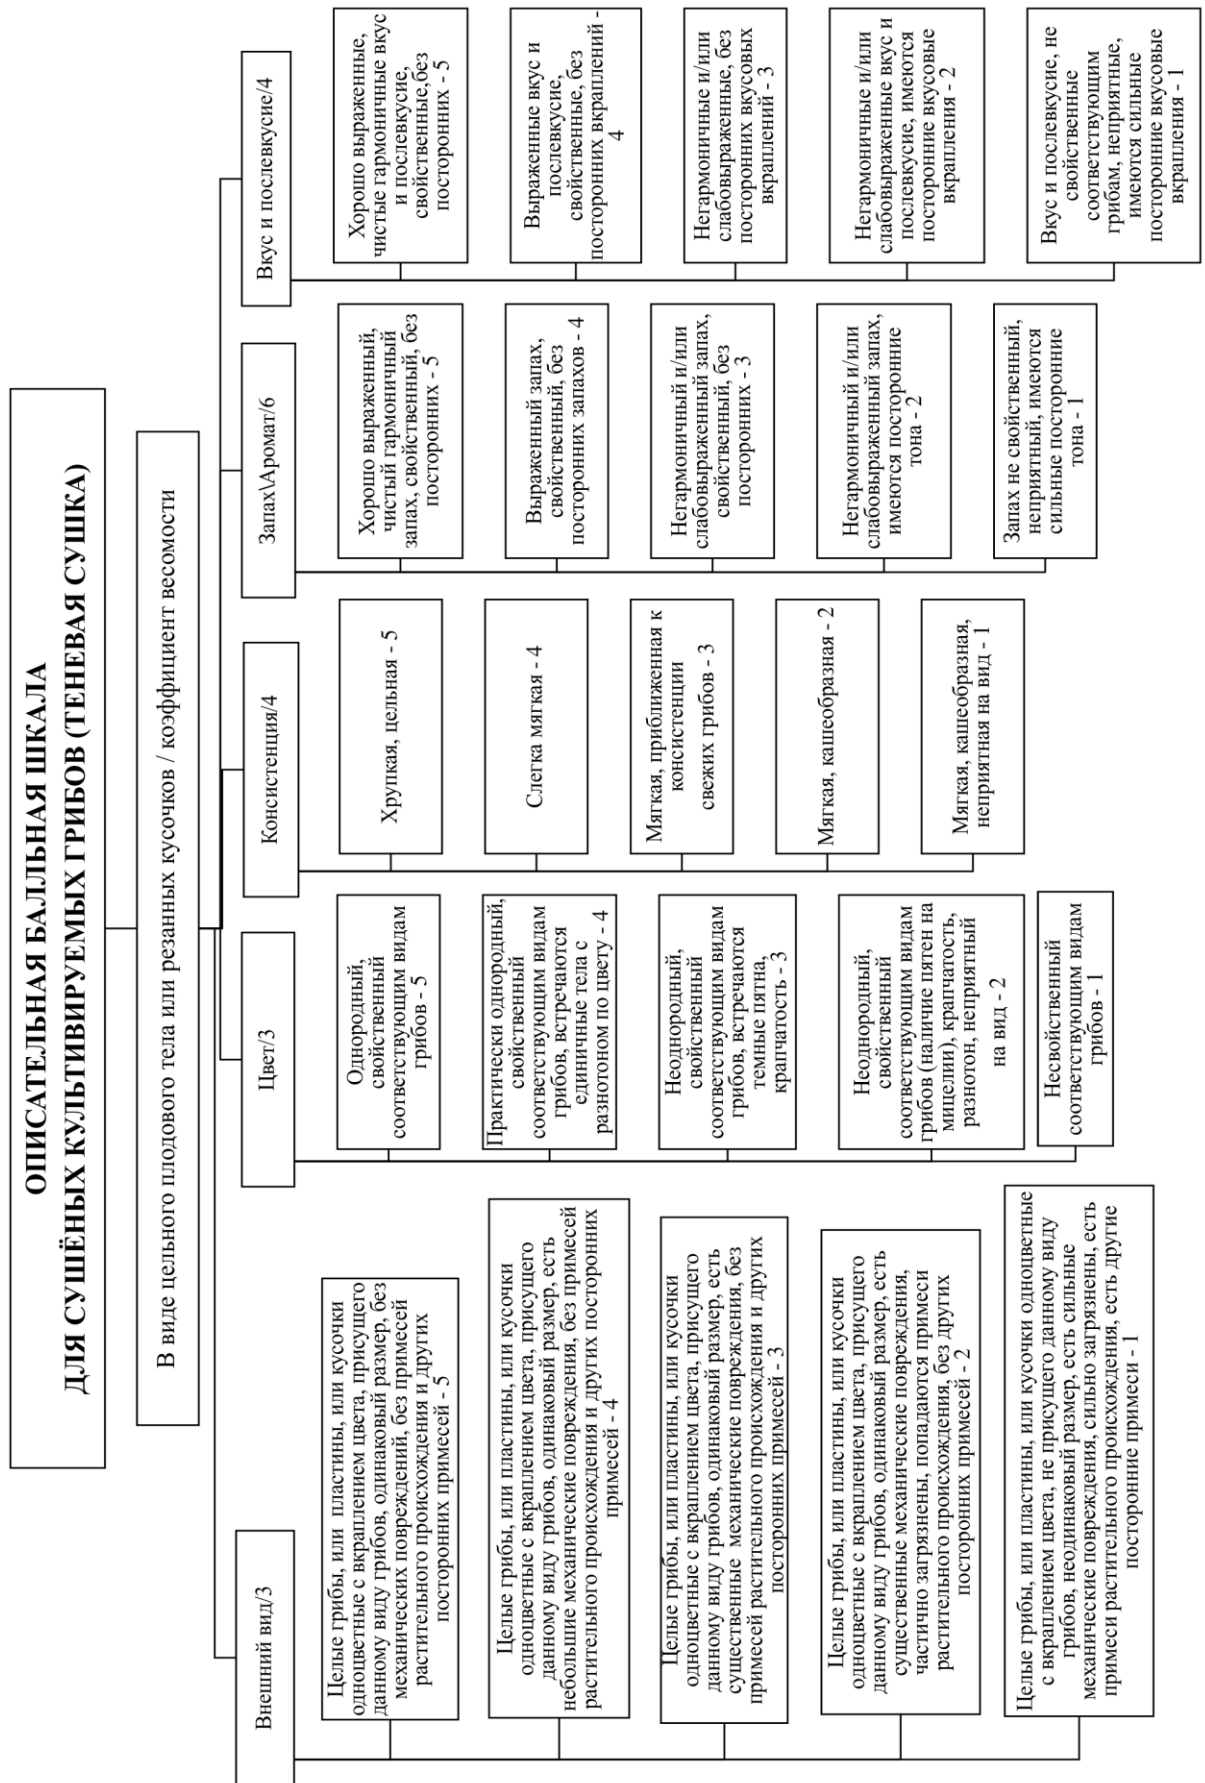 ОПИСАТЕЛЬНАЯ БАЛЛЬНАЯ ШКАЛА
ДЛЯ СУШЁНЫХ КУЛЬТИВИРУЕМЫХ ГРИБОВ (ТЕНЕВАЯ СУШКА)
В виде цельного плодового тела или резанных кусочков / коэффициент весомости
Внешний вид/3
Целые грибы, или пластины, или кусочки
одноцветные с вкраплением цвета, присущего
данному виду грибов, одинаковый размер, без
механических повреждений, без примесей
растительного происхождения и других
посторонних примесей - 5
Целые грибы, или пластины, или кусочки
одноцветные с вкраплением цвета, присущего
данному виду грибов, одинаковый размер, есть
небольшие механические повреждения, без примесей
растительного происхождения и других посторонних
примесей - 4
Целые грибы, или пластины, или кусочки
одноцветные с вкраплением цвета, присущего
данному виду грибов, одинаковый размер, есть
существенные механические повреждения, без
примесей растительного происхождения и других
посторонних примесей - 3
Целые грибы, или пластины, или кусочки
одноцветные с вкраплением цвета, присущего
данному виду грибов, одинаковый размер, есть
существенные механические повреждения,
частично загрязнены, попадаются примеси
растительного происхождения, без других
посторонних примесей - 2
Целые грибы, или пластины, или кусочки одноцветные
с вкраплением цвета, не присущего данному виду
грибов, неодинаковый размер, есть сильные
механические повреждения, сильно загрязнены, есть
примеси растительного происхождения, есть другие
посторонние примеси - 1
Цвет/3
Однородный,
свойственный
соответствующим видам
грибов - 5
Практически однородный,
свойственный
соответствующим видам
грибов, встречаются
единичные тела с
разнотоном по цвету - 4
Неоднородный,
свойственный
соответствующим видам
грибов, встречаются
темные пятна,
крапчатость - 3
Неоднородный,
свойственный
соответствующим видам
грибов (наличие пятен на
мицелии), крапчатость,
разнотон, неприятный
на вид - 2
Несвойственный
соответствующим видам
грибов - 1
Консистенция/4
Хрупкая, цельная - 5
Слегка мягкая - 4
Мягкая, приближенная к
консистенции
свежих грибов - 3
Мягкая, кашеобразная - 2
Мягкая, кашеобразная,
неприятная на вид - 1
Запах\Аромат/6
Хорошо выраженный,
чистый гармоничный
запах, свойственный, без
посторонних - 5
Выраженный запах,
свойственный, без
посторонних запахов - 4
Негармоничный и/или
слабовыраженный запах,
свойственный, без
посторонних - 3
Негармоничный и/или
слабовыраженный запах,
имеются посторонние
тона - 2
Запах не свойственный,
неприятный, имеются
сильные посторонние
тона - 1
Вкус и послевкусие/4
Хорошо выраженные,
чистые гармоничные вкус
и послевкусие,
свойственные,без
посторонних - 5
Выраженные вкус и
послевкусие,
свойственные, без
посторонних вкраплений -
4
Негармоничные и/или
слабовыраженные, без
посторонних вкусовых
вкраплений - 3
Негармоничные и/или
слабовыраженные вкус и
послевкусие, имеются
посторонние вкусовые
вкрапления - 2
Вкус и послевкусие, не
свойственные
соответствующим
грибам, неприятные,
имеются сильные
посторонние вкусовые
вкрапления - 1